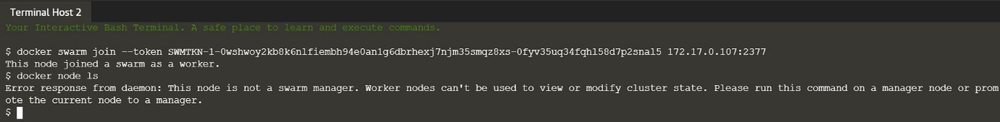 Terminal Host 2
Your Interactive Bash Terminal. A safe place to learn and execute commands.
$ docker swarm join --token SWMTKN-1-0wshwoy2kb8k6nlfiembh94e0an1g6dbrhexj7njm35smqz8xs-0fyv35uq34fqhl58d7p2snal5 172.17.0.107:2377
This node joined a swarm as a worker.
$ docker node ls
Error response from daemon: This node is not a swarm manager. Worker nodes can't be used to view or modify cluster state. Please run this command on a manager node or prom
ote the current node to a manager.
$